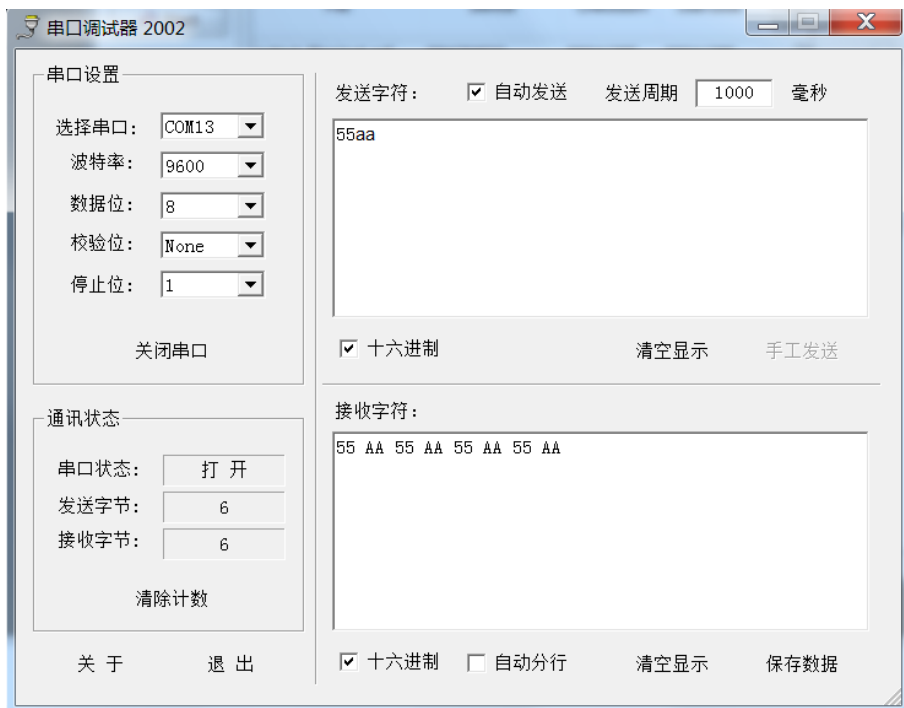 串口调试器 2002
串口设置
选择串口: COM13
波特率: 9600
数据位: 8
校验位: None
停止位: 1
关闭串口
通讯状态
串口状态: 打 开
发送字节: 6
接收字节: 6
清除计数
关 于 退 出
发送字符: 自动发送 发送周期 1000 毫秒
55aa
十六进制 清空显示 手工发送
接收字符:
55 AA 55 AA 55 AA 55 AA
十六进制 自动分行 清空显示 保存数据